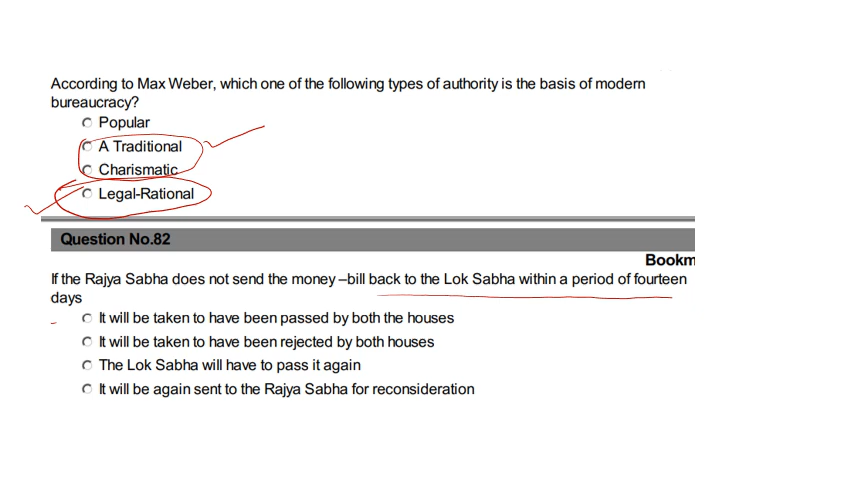 According to Max Weber, which one of the following types of authority is the basis of modern
bureaucracy?
Popular
A Traditional
Charismatic
Legal-Rational
Question No.82
Bookm
If the Rajya Sabha does not send the money –bill back to the Lok Sabha within a period of fourteen
days
It will be taken to have been passed by both the houses
It will be taken to have been rejected by both houses
The Lok Sabha will have to pass it again
It will be again sent to the Rajya Sabha for reconsideration